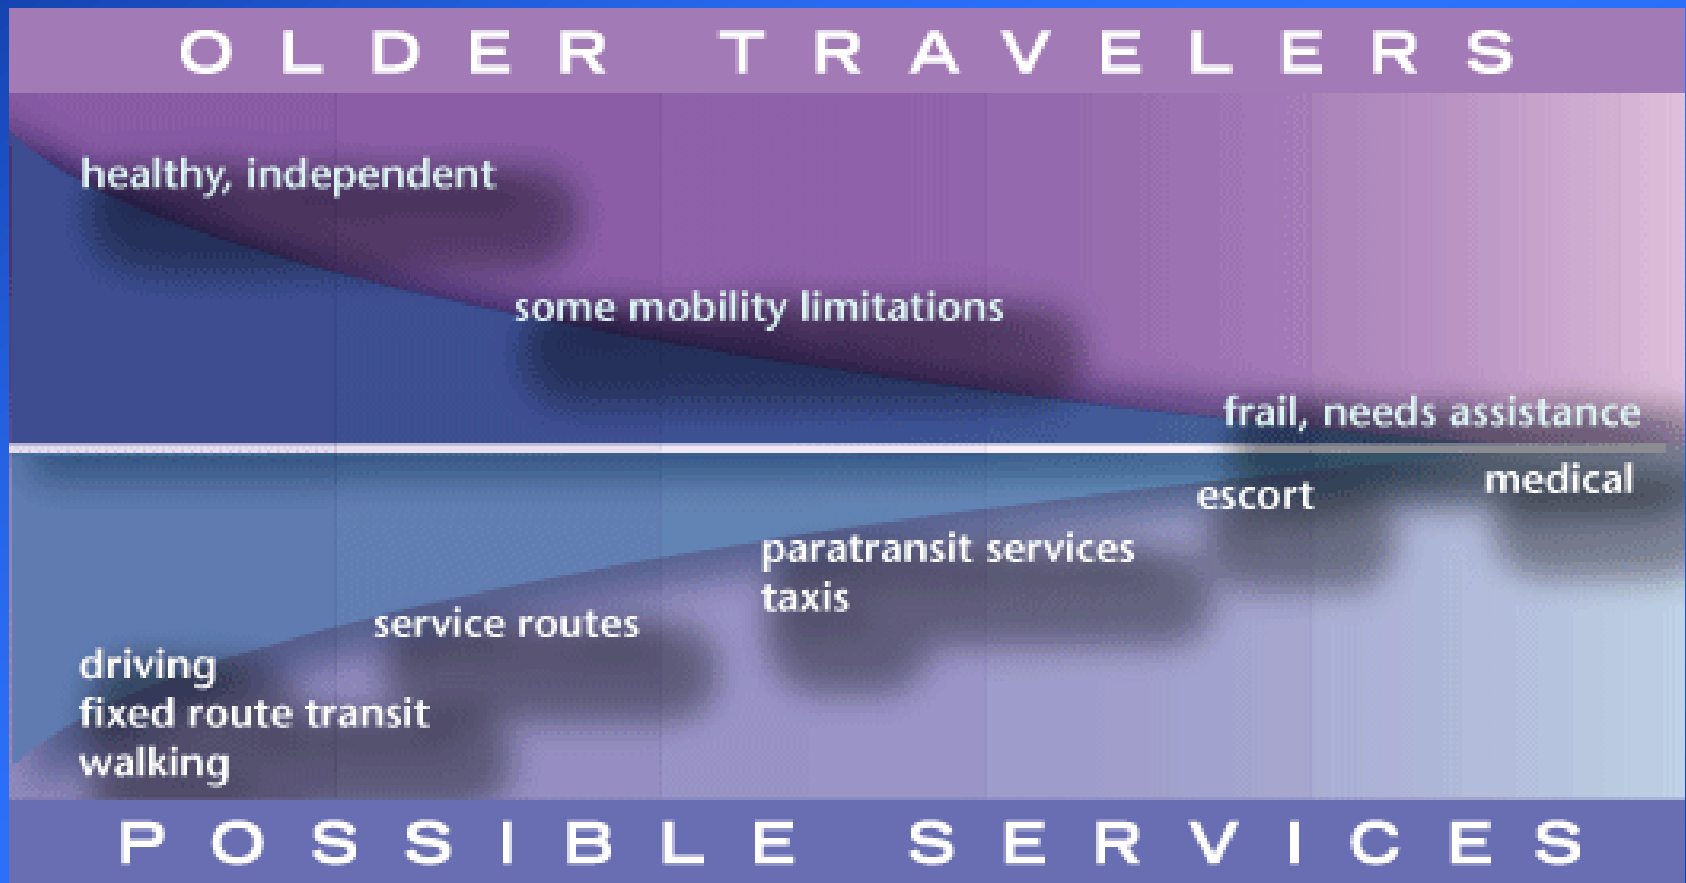 OLDER TRAVELERS
healthy, independent
some mobility limitations
frail, needs assistance
medical
escort
paratransit services
taxis
service routes
driving
fixed route transit
walking
POSSIBLE SERVICES